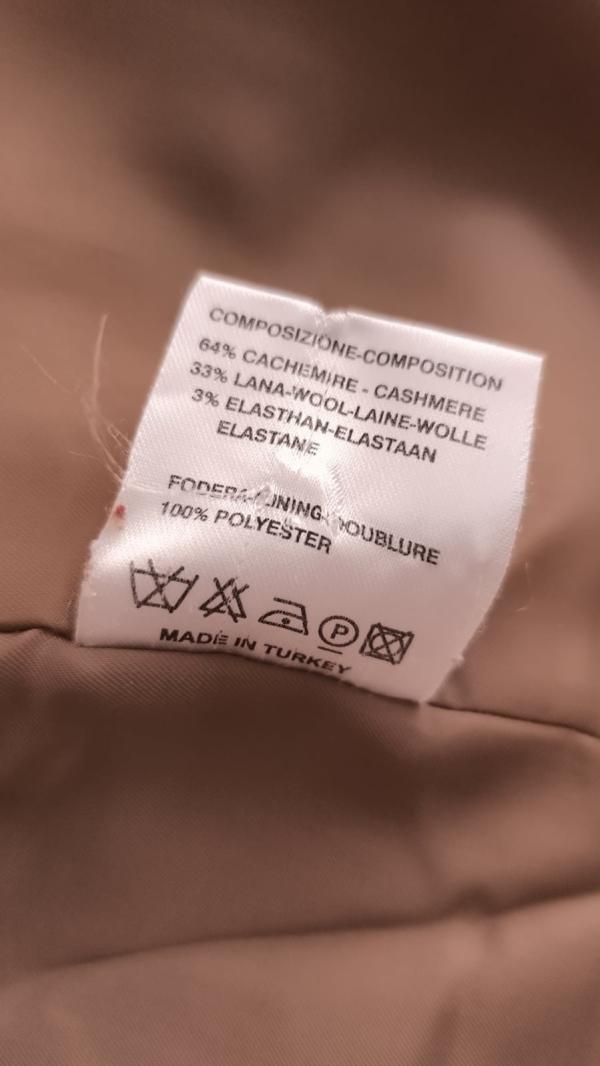 COMPOSIZIONE-COMPOSITION
64% CACHEMIRE - CASHMERE
33% LANA-WOOL-LAINE-WOLLE
3% ELASTHAN-ELASTAAN
ELASTANE
FODERA-LINING-DOUBLURE
100% POLYESTER
P
MADE IN TURKEY